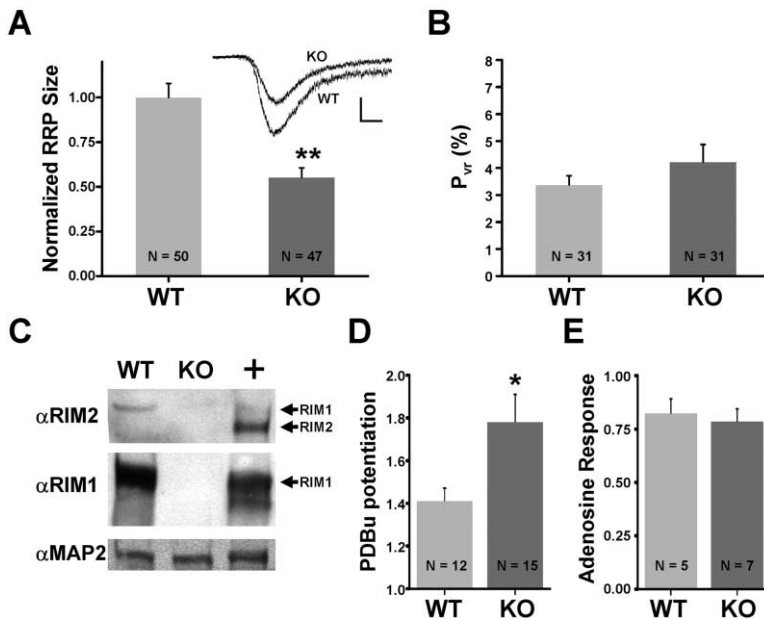 A
Normalized RRP Size
1.00
0.75
0.50
0.25
0.00
KO
WT
**
N = 50
N = 47
WT
KO
B
Pvr (%)
8
7
6
5
4
3
2
1
0
N = 31
N = 31
WT
KO
C
WT KO +
αRIM2
RIM1
RIM2
αRIM1
RIM1
αMAP2
D
PDBu potentiation
2.0
1.8
1.6
1.4
1.2
1.0
*
N = 12
N = 15
WT
KO
E
Adenosine Response
1.00
0.75
0.50
0.25
0.00
N = 5
N = 7
WT
KO